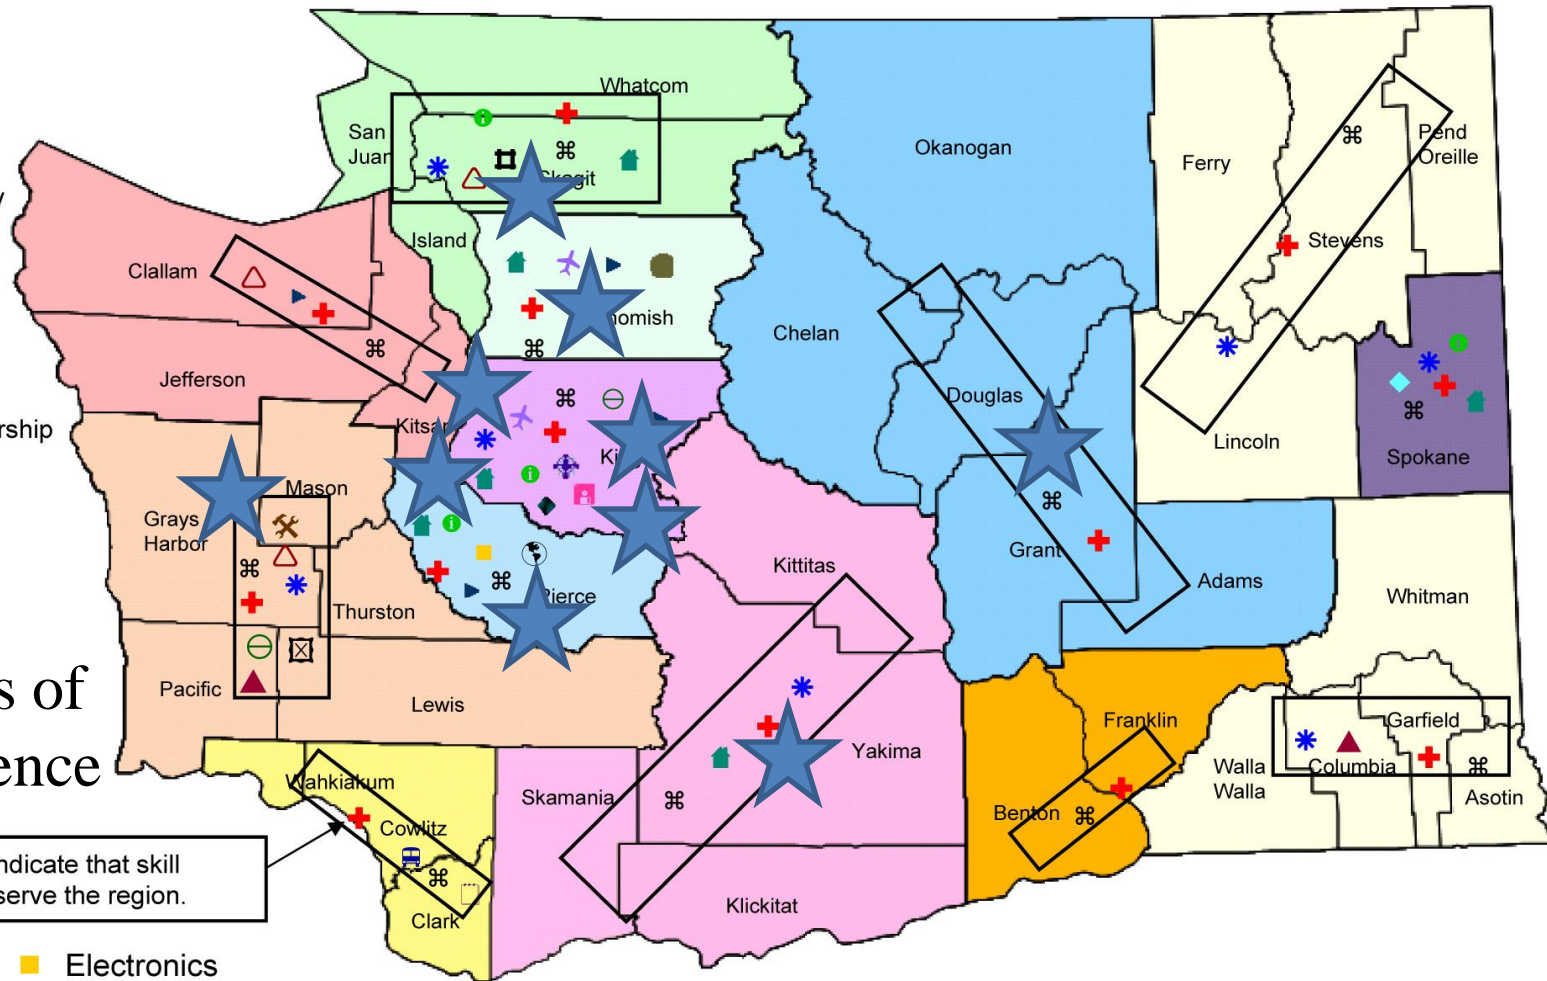 Whatcom
San
Juan
Skagit
Okanogan
Ferry
Pend
Oreille
y
Island
Stevens
Clallam
Chelan
Jefferson
Douglas
Lincoln
Spokane
rship
Mason
Grays
Harbor
Kittitas
Grant
Adams
Whitman
Pierce
Thurston
s of
Pacific
Lewis
Franklin
Garfield
ence
Yakima
Walla
Walla
Columbia
Wahkiakum
Skamania
Benton
Asotin
Cowlitz
ndicate that skill
serve the region.
Clark
Klickitat
Electronics